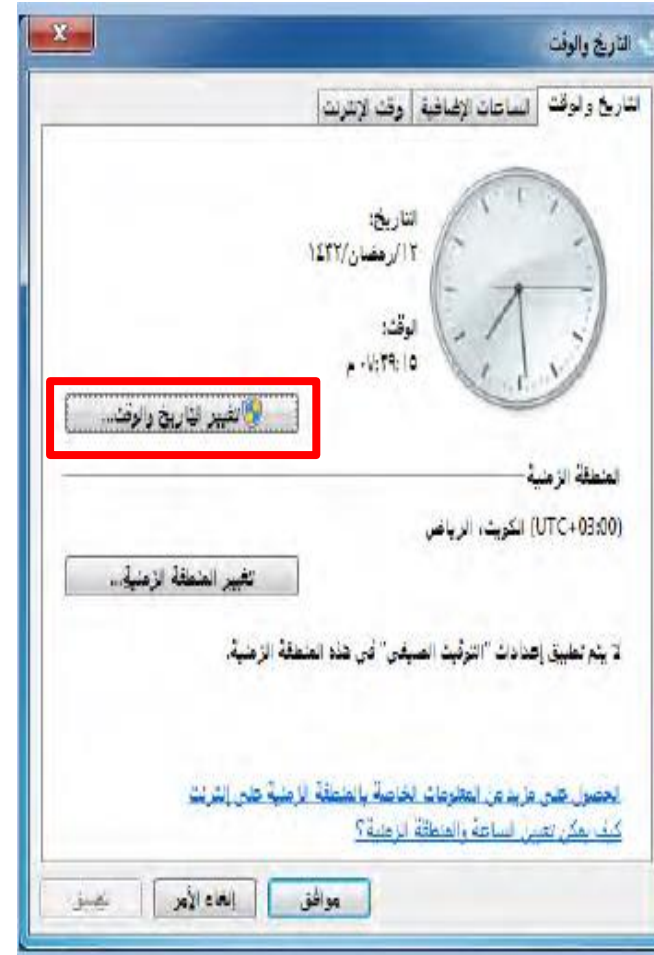 التاريخ والوقت
التاريخ والوقت الساعات الإضافية وقت الإنترنت
التاريخ:
١٢/رمضان/١٤٣٢
الوقت:
٠٧:٣٩:١٥ م
تغيير التاريخ والوقت...
المنطقة الزمنية
(UTC+03:00) الكويت، الرياض
تغيير المنطقة الزمنية...
لا يتم تطبيق إعدادات "التوقيت الصيفي" في هذه المنطقة الزمنية.
الحصول على مزيد من المعلومات الخاصة بالمنطقة الزمنية على إنترنت
كيف يمكن تعيين الساعة والمنطقة الزمنية؟
موافق إلغاء الأمر تطبيق